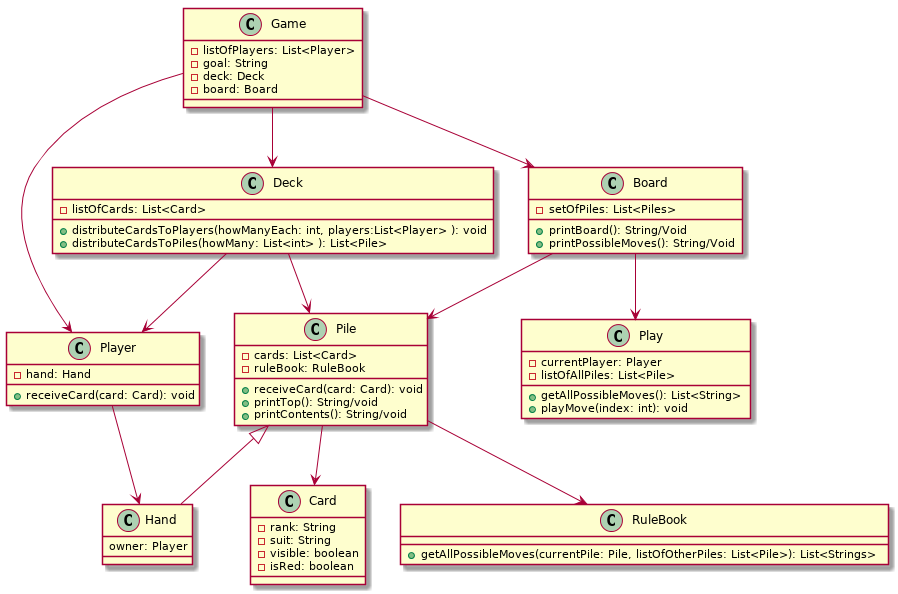 C Game
listOfPlayers: List<Player>
goal: String
deck: Deck
board: Board
C Deck
listOfCards: List<Card>
distributeCardsToPlayers(howManyEach: int, players:List<Player> ): void
distributeCardsToPiles(howMany: List<int> ): List<Pile>
C Board
setOfPiles: List<Piles>
printBoard(): String/Void
printPossibleMoves(): String/Void
C Player
hand: Hand
receiveCard(card: Card): void
C Pile
cards: List<Card>
ruleBook: RuleBook
receiveCard(card: Card): void
printTop(): String/void
printContents(): String/void
C Play
currentPlayer: Player
listOfAllPiles: List<Pile>
getAllPossibleMoves(): List<String>
playMove(index: int): void
C Hand
owner: Player
C Card
rank: String
suit: String
visible: boolean
isRed: boolean
C RuleBook
getAllPossibleMoves(currentPile: Pile, listOfOtherPiles: List<Pile>): List<Strings>